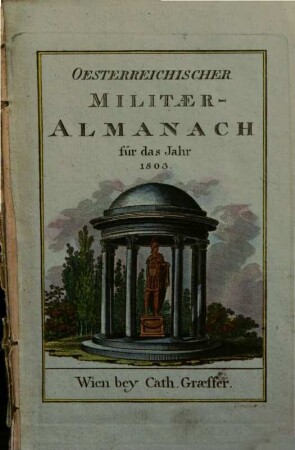 OESTERREICHISCHER
MILITÆR-
ALMANACH
für das Jahr
1803.
Wien bey Cath. Græffer.